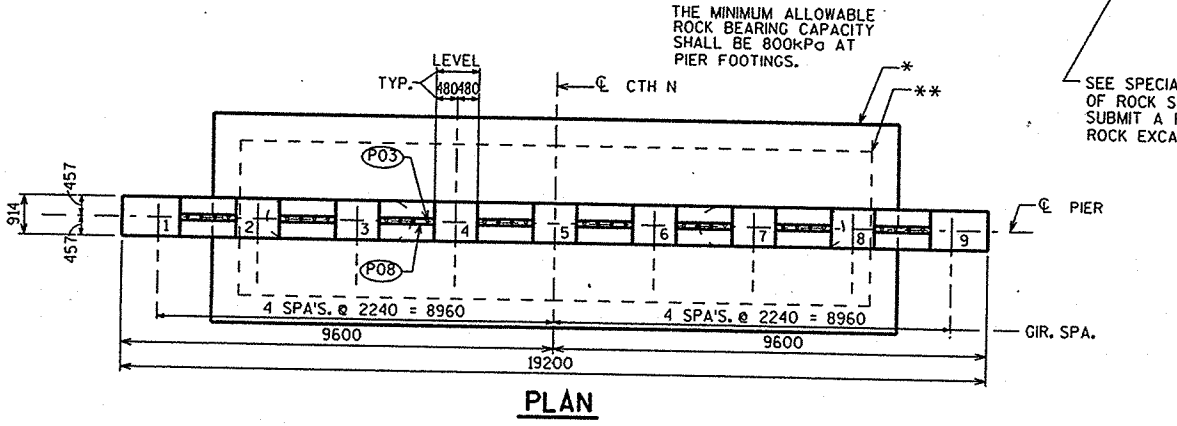 THE MINIMUM ALLOWABLE
ROCK BEARING CAPACITY
SHALL BE 800kPa AT
PIER FOOTINGS.
LEVEL
TYP.
480 480
℄ CTH N
*
**
SEE SPECIA
OF ROCK S
SUBMIT A
ROCK EXCA
P03
457
914
457
1
2
3
4
5
6
7
8
9
℄ PIER
P08
4 SPA'S. @ 2240 = 8960
4 SPA'S. @ 2240 = 8960
GIR. SPA.
9600
9600
19200
PLAN